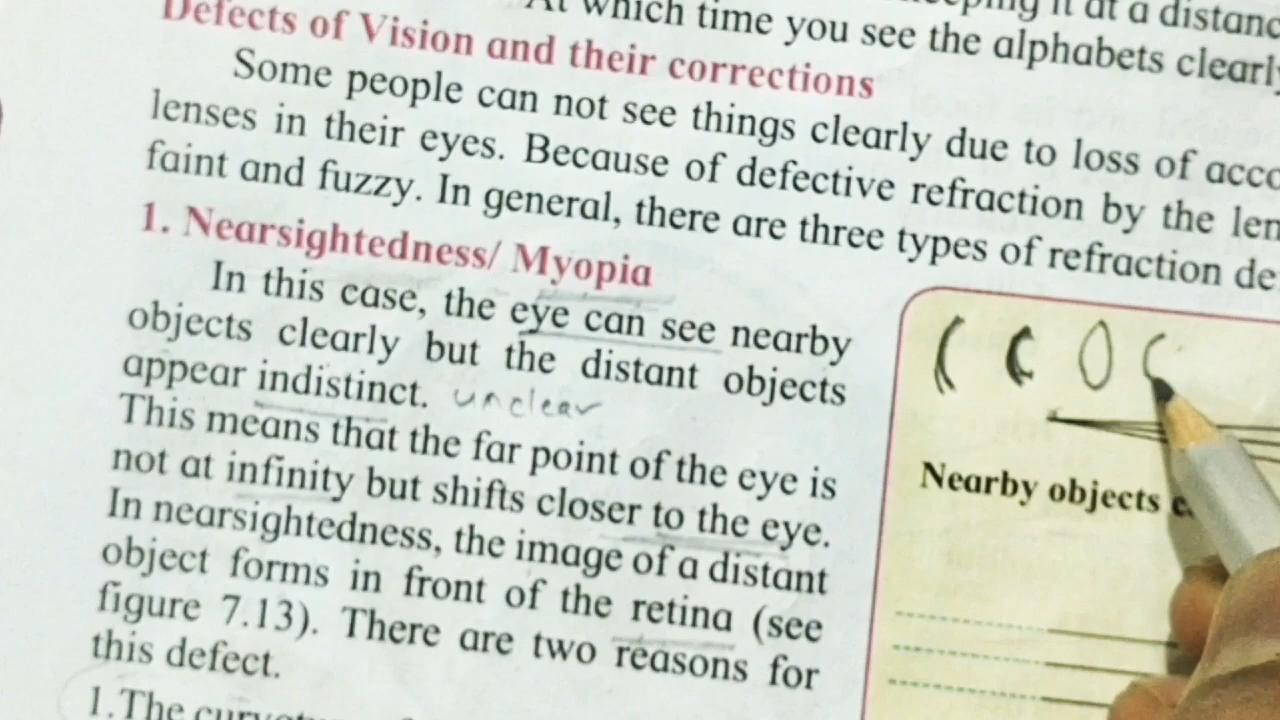 At which time you see the alphabets clearly
Defects of Vision and their corrections
Some people can not see things clearly due to loss of acco
lenses in their eyes. Because of defective refraction by the len
faint and fuzzy. In general, there are three types of refraction de
1. Nearsightedness/ Myopia
In this case, the eye can see nearby
objects clearly but the distant objects
appear indistinct. unclear
This means that the far point of the eye is
not at infinity but shifts closer to the eye.
In nearsightedness, the image of a distant
object forms in front of the retina (see
figure 7.13). There are two reasons for
this defect.
1.The
Nearby objects